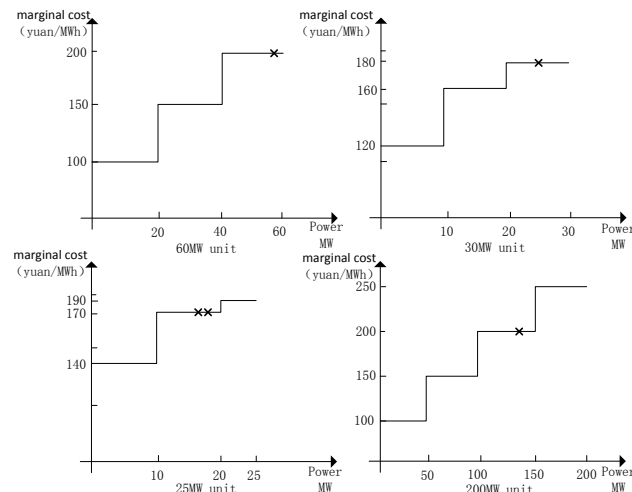 marginal cost
(yuan/MWh)
200
150
100
20
40
60
Power
MW
60MW unit
marginal cost
(yuan/MWh)
180
160
120
10
20
30
Power
MW
30MW unit
marginal cost
(yuan/MWh)
190
170
140
10
20
25
Power
MW
25MW unit
marginal cost
(yuan/MWh)
250
200
150
100
50
100
150
200
Power
MW
200MW unit